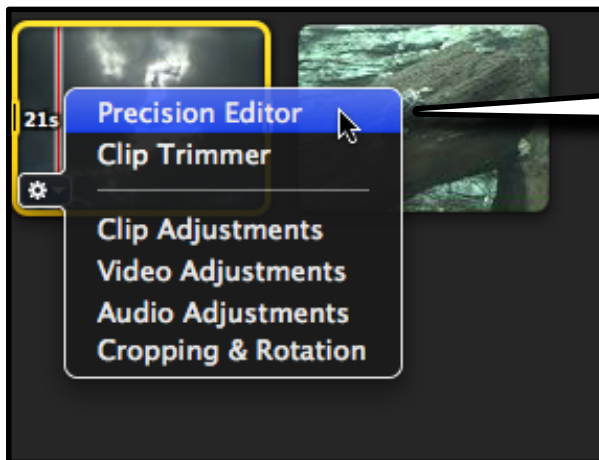 21s
Precision Editor
Clip Trimmer
Clip Adjustments
Video Adjustments
Audio Adjustments
Cropping & Rotation